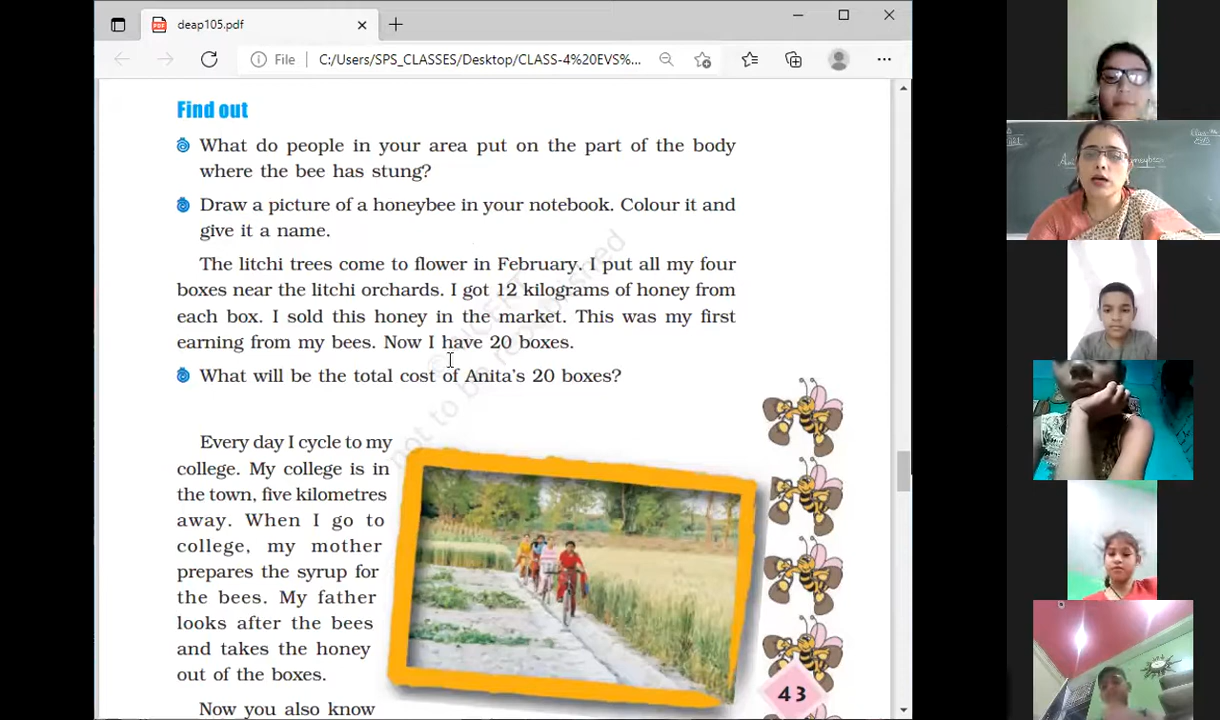 deap105.pdf
File C:/Users/SPS_CLASSES/Desktop/CLASS-4%20EVS%...
Find out
What do people in your area put on the part of the body
where the bee has stung?
Draw a picture of a honeybee in your notebook. Colour it and
give it a name.
The litchi trees come to flower in February. I put all my four
boxes near the litchi orchards. I got 12 kilograms of honey from
each box. I sold this honey in the market. This was my first
earning from my bees. Now I have 20 boxes.
What will be the total cost of Anita's 20 boxes?
Every day I cycle to my
college. My college is in
the town, five kilometres
away. When I go to
college, my mother
prepares the syrup for
the bees. My father
looks after the bees
and takes the honey
out of the boxes.
Now you also know
43
not to be republished